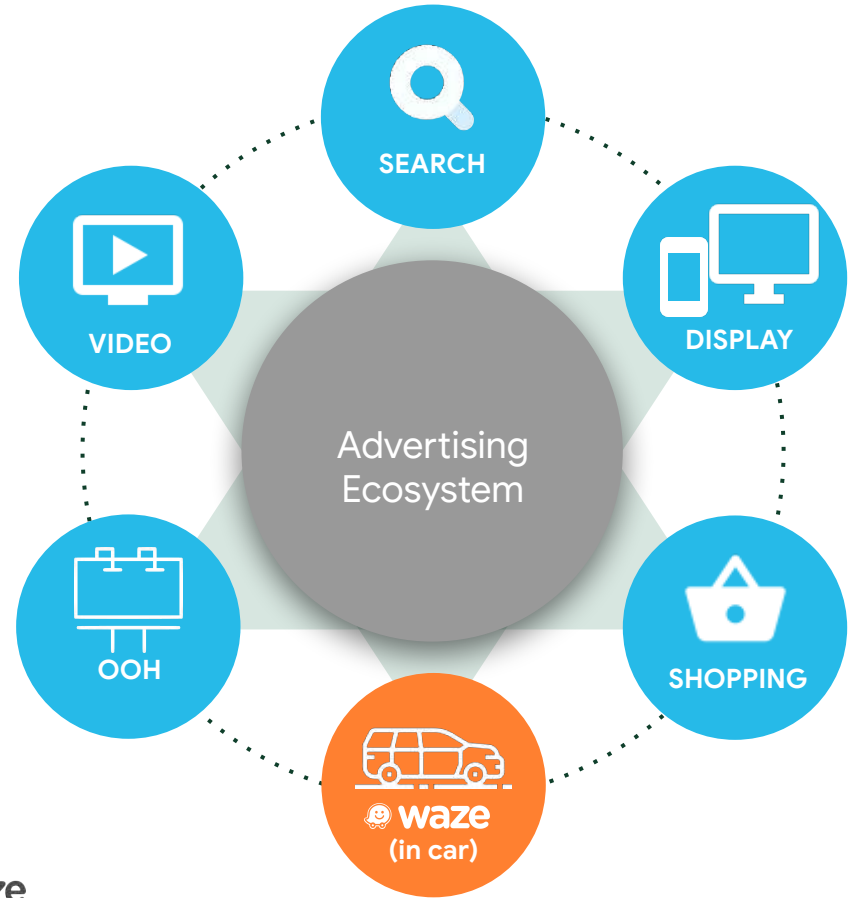 SEARCH
VIDEO
DISPLAY
Advertising
Ecosystem
OOH
SHOPPING
waze
(in car)